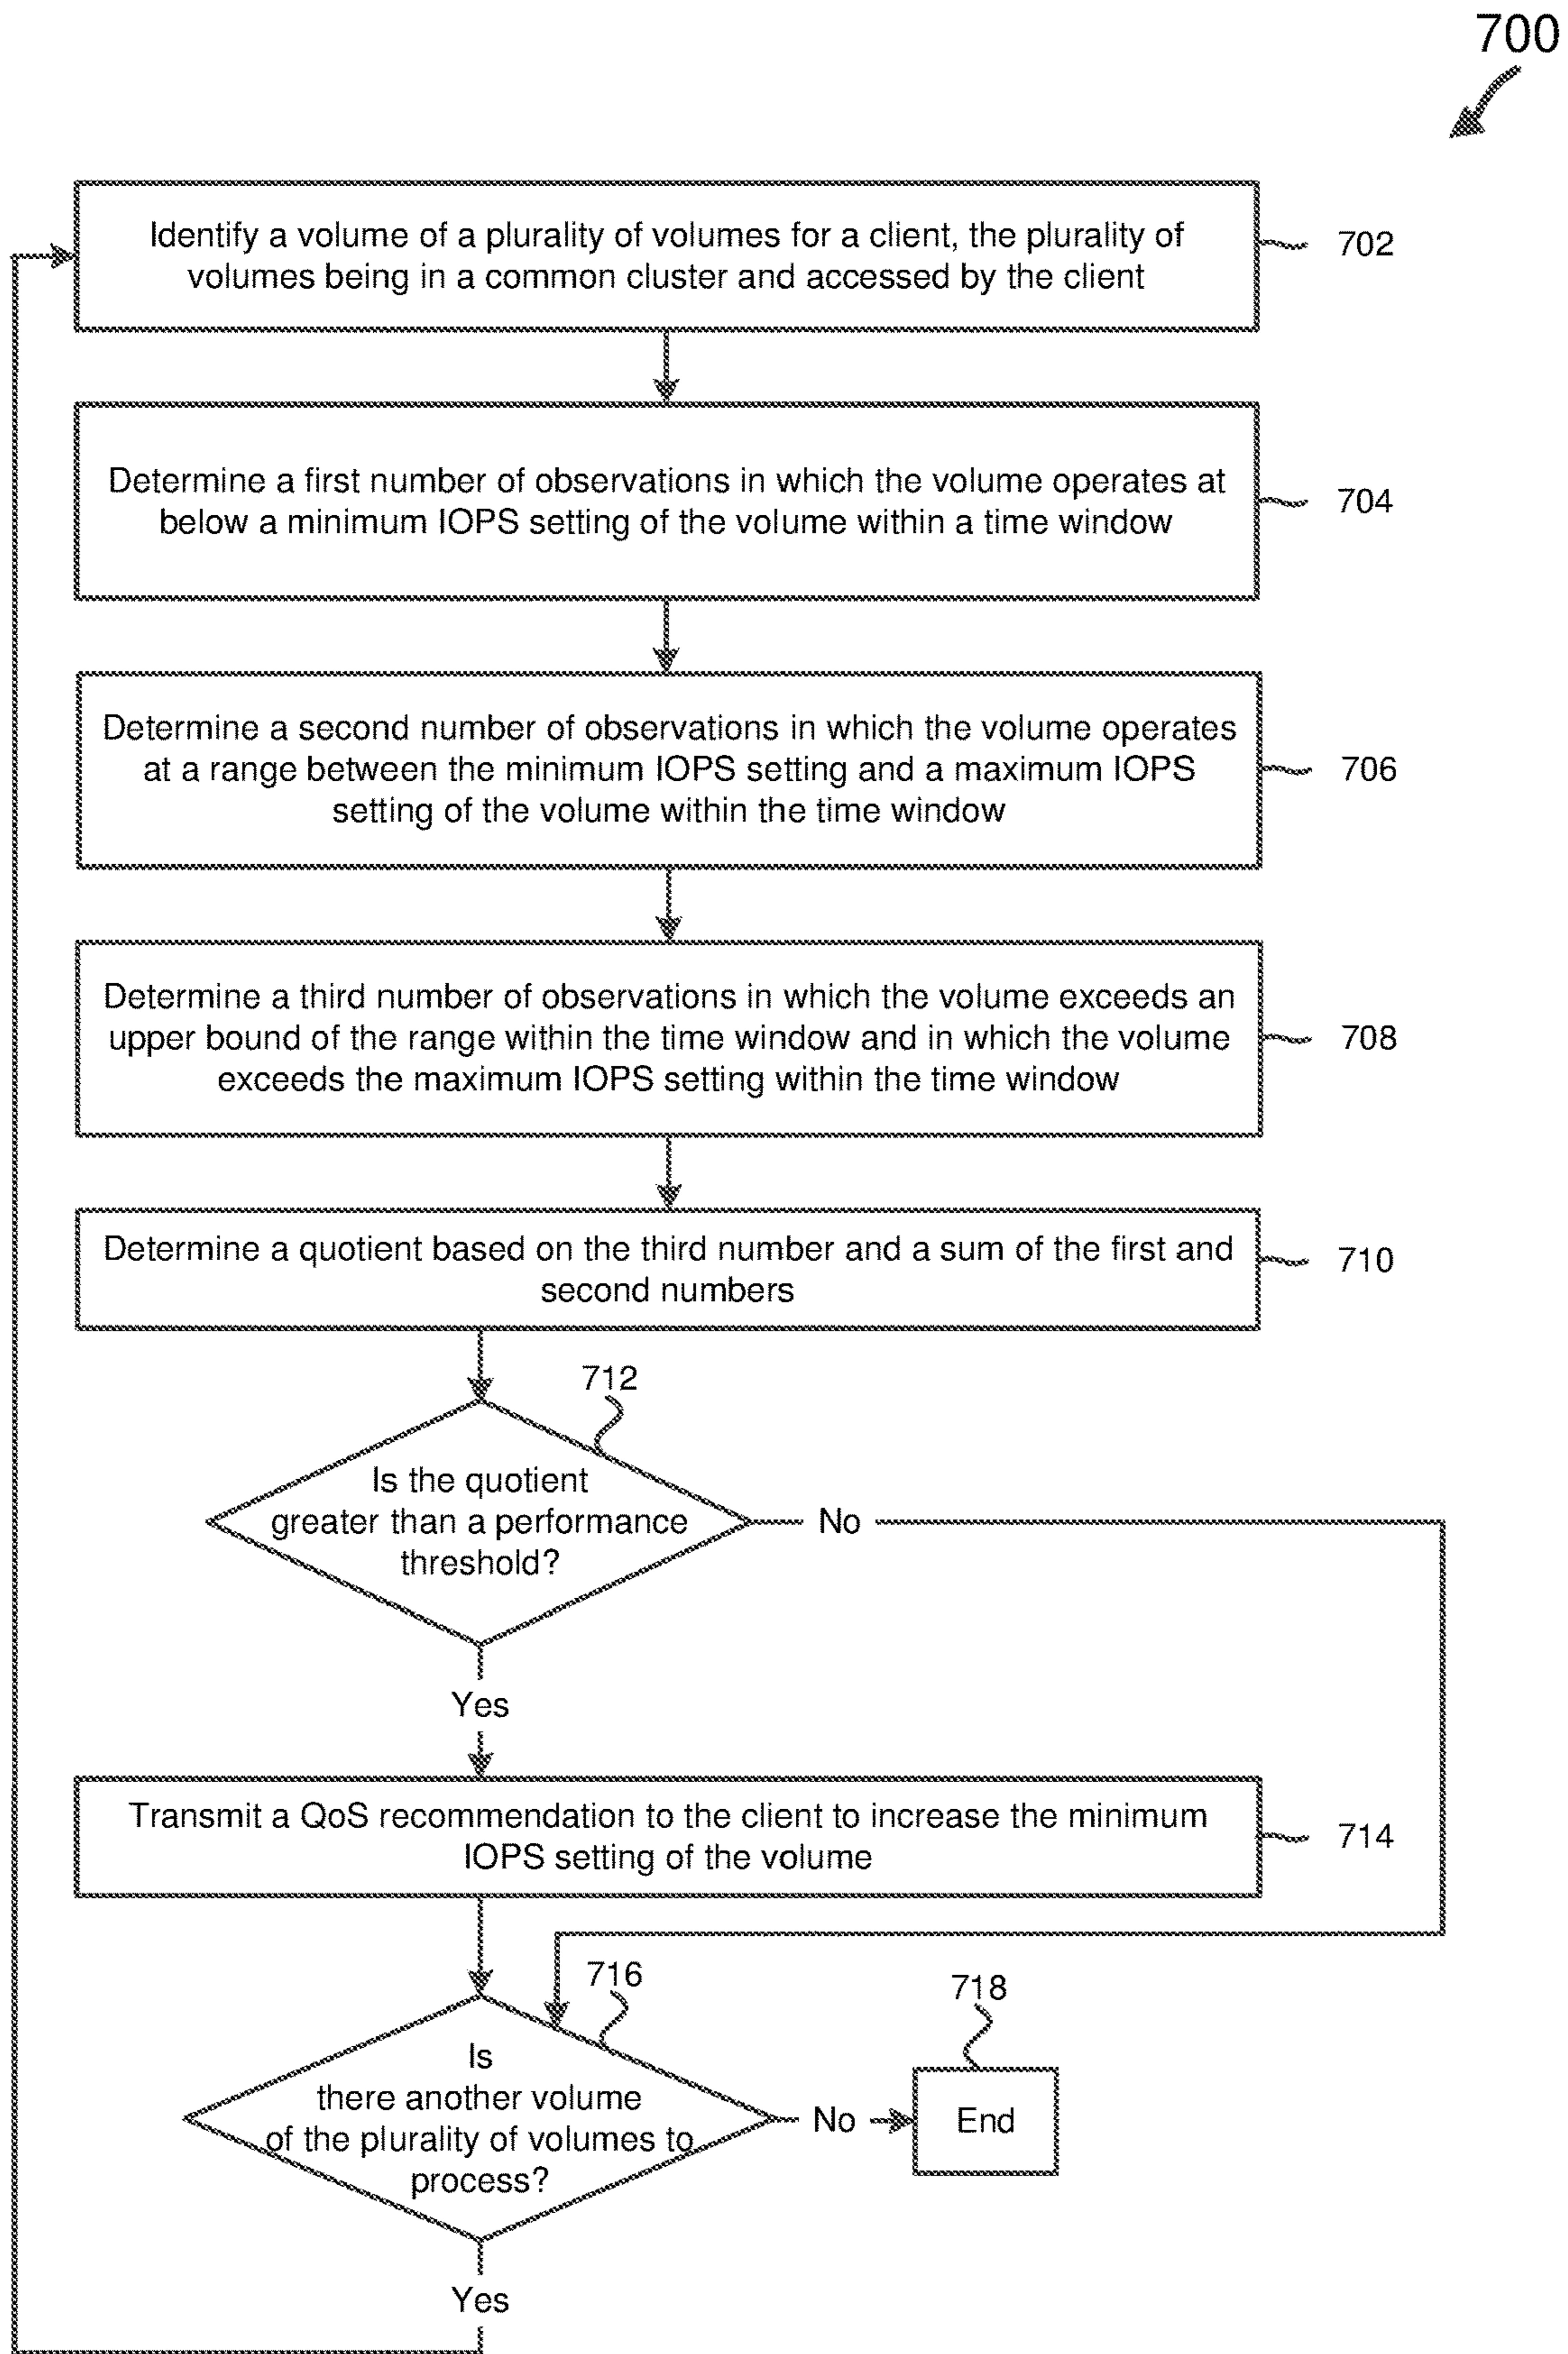 700
Identify a volume of a plurality of volumes for a client, the plurality of
volumes being in a common cluster and accessed by the client
702
Determine a first number of observations in which the volume operates at
below a minimum IOPS setting of the volume within a time window
704
Determine a second number of observations in which the volume operates
at a range between the minimum IOPS setting and a maximum IOPS
setting of the volume within the time window
706
Determine a third number of observations in which the volume exceeds an
upper bound of the range within the time window and in which the volume
exceeds the maximum IOPS setting within the time window
708
Determine a quotient based on the third number and a sum of the first and
second numbers
710
712
Is the quotient
greater than a performance
threshold?
No
Yes
Transmit a QoS recommendation to the client to increase the minimum
IOPS setting of the volume
714
716
718
Is
there another volume
of the plurality of volumes to
process?
No
End
Yes